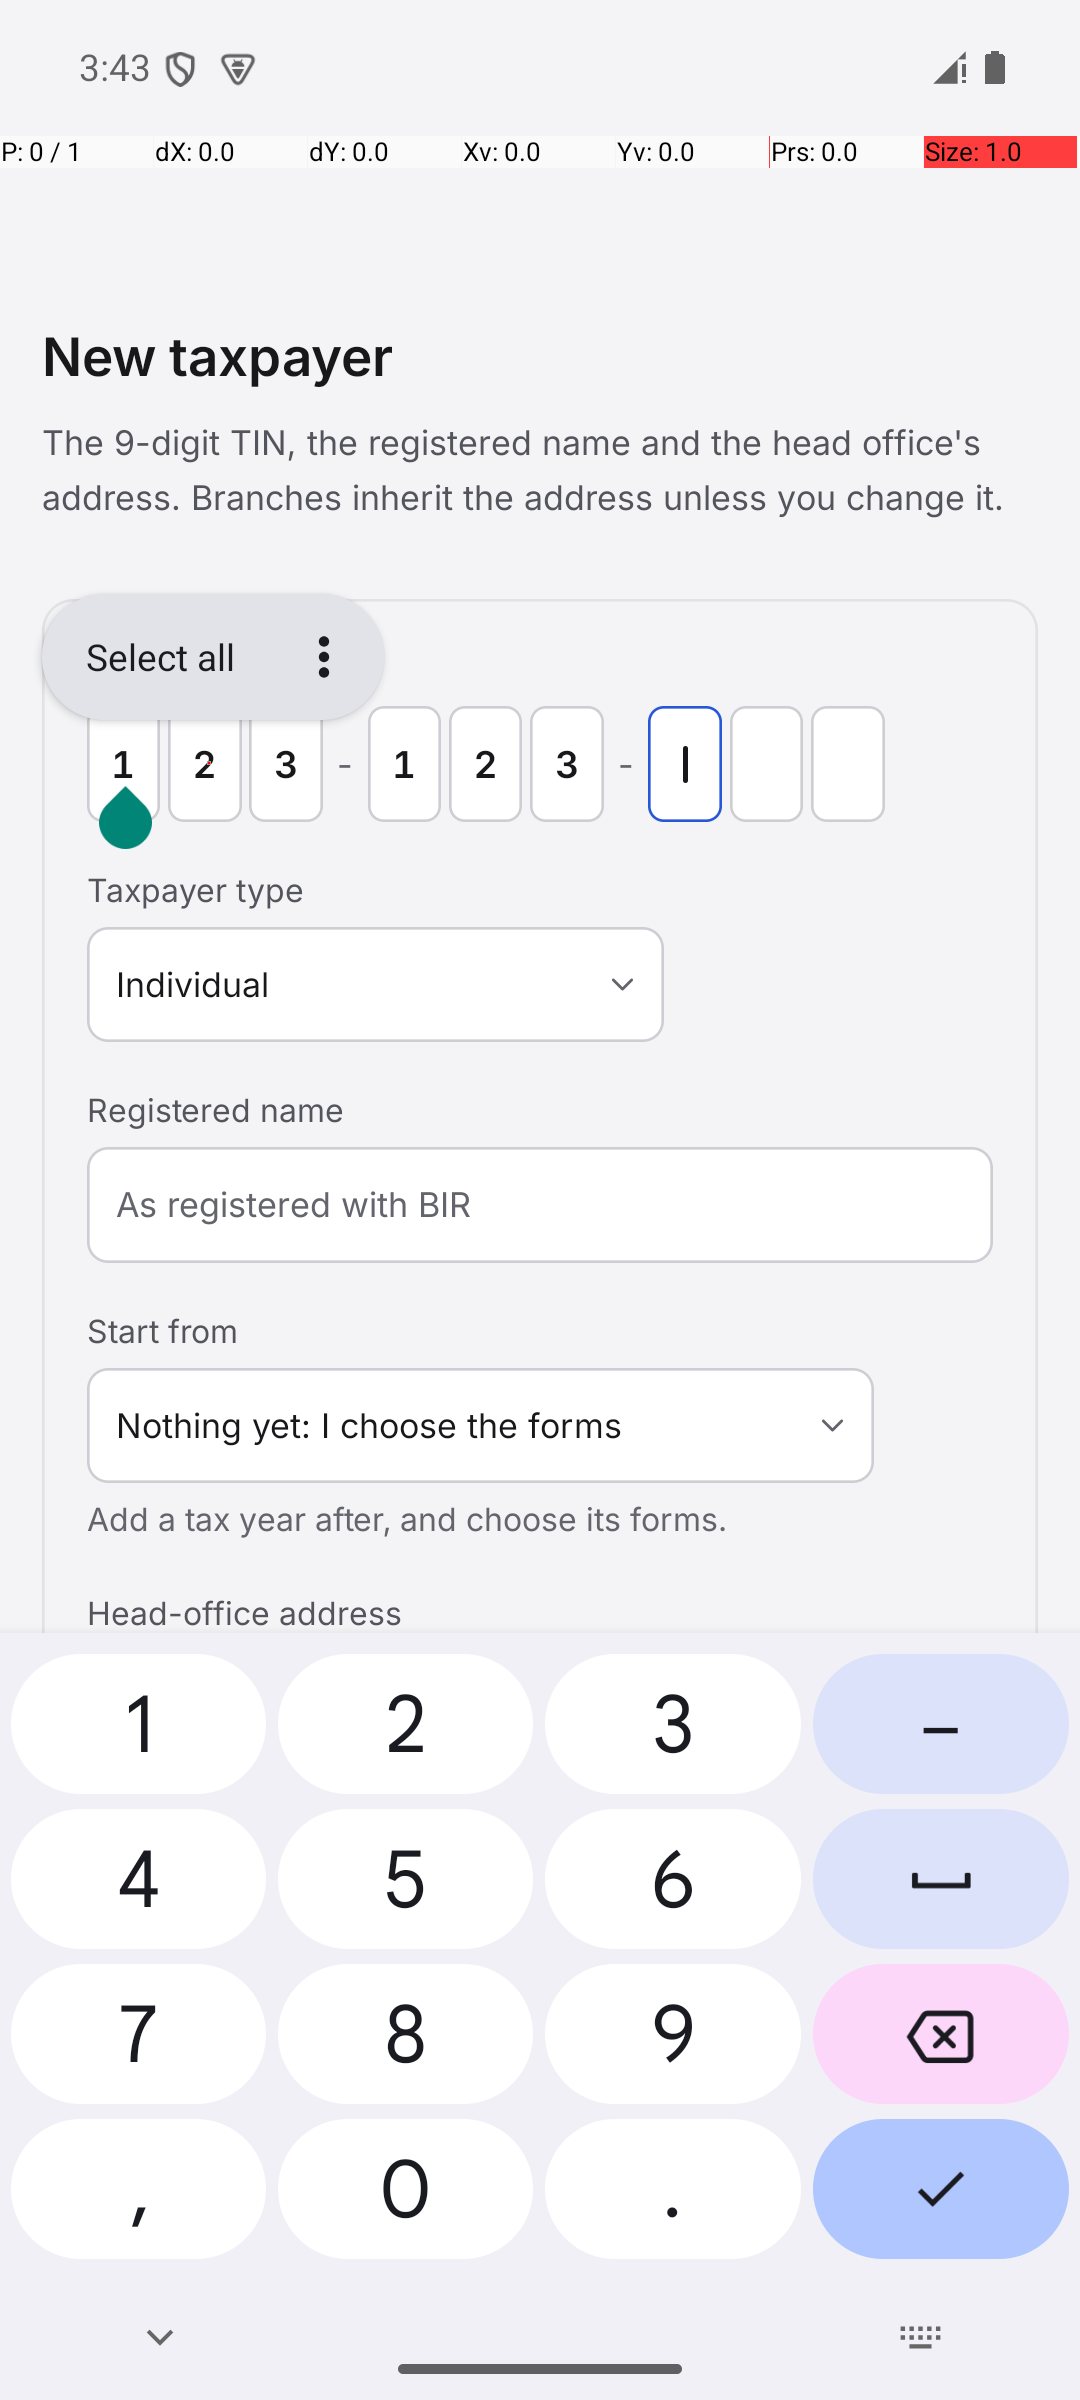 3:43
P: 0 / 1 dX: 0.0 dY: 0.0 Xv: 0.0 Yv: 0.0 Prs: 0.0 Size: 1.0
New taxpayer
The 9-digit TIN, the registered name and the head office's
address. Branches inherit the address unless you change it.
Select all
1 2 3 - 1 2 3 -
Taxpayer type
Individual
Registered name
As registered with BIR
Start from
Nothing yet: I choose the forms
Add a tax year after, and choose its forms.
Head-office address
1 2 3 –
4 5 6
7 8 9
, 0 .